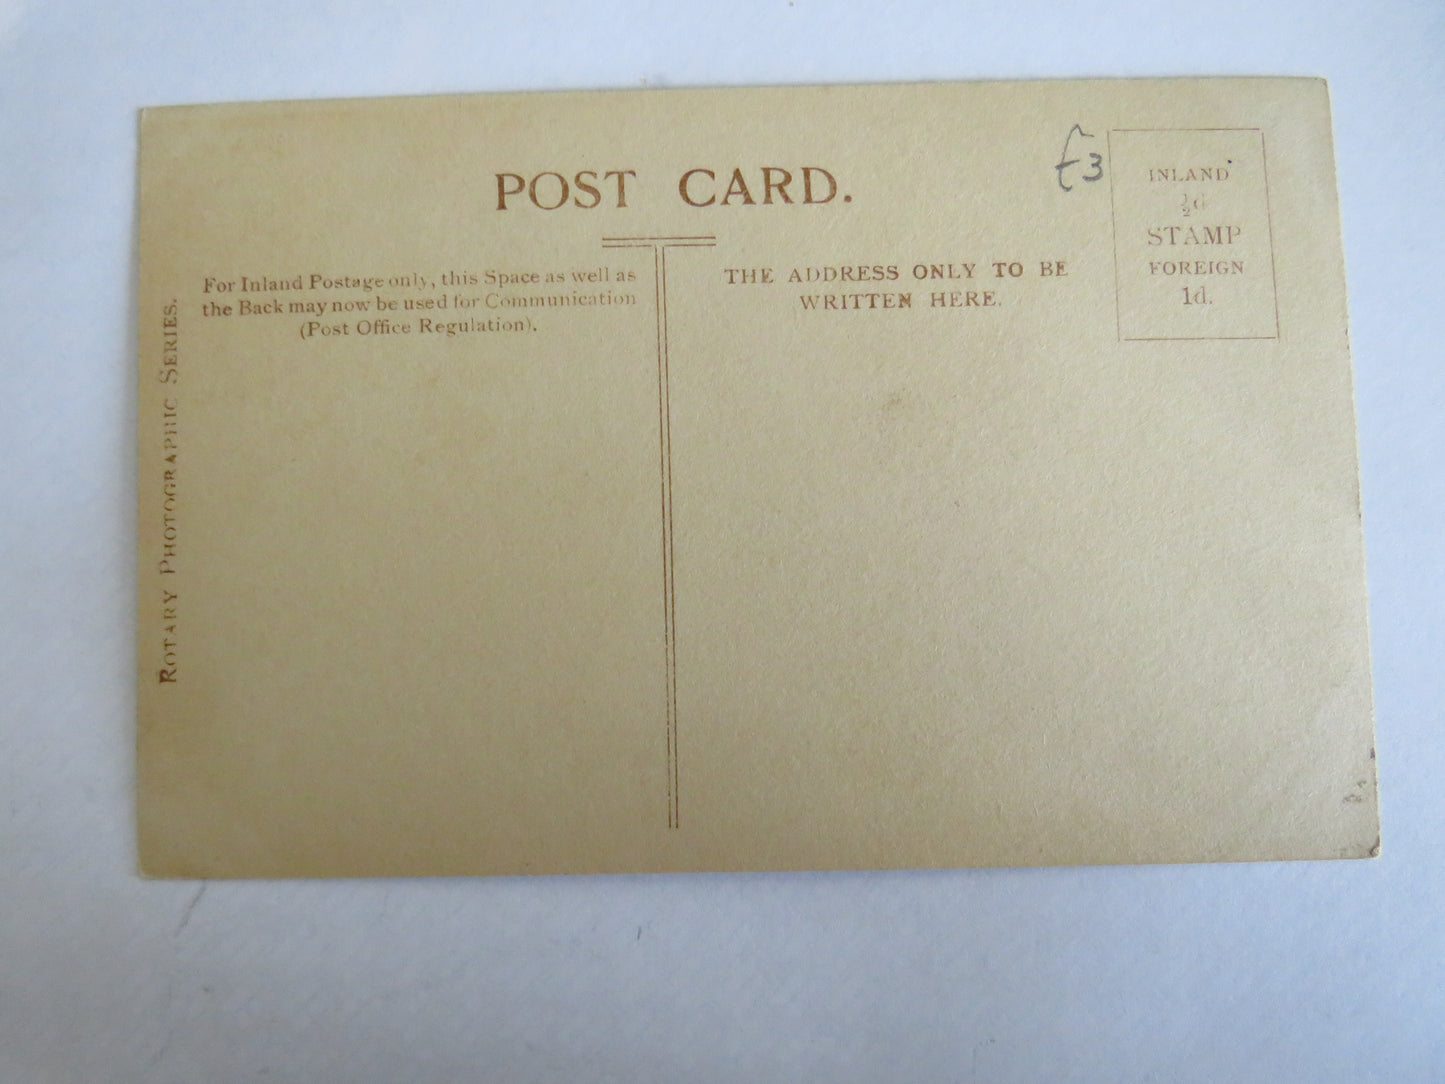 POST CARD.
£3
INLAND
½d
STAMP
FOREIGN
1d.
For Inland Postage only, this Space as well as
the Back may now be used for Communication
(Post Office Regulation).
THE ADDRESS ONLY TO BE
WRITTEN HERE.
ROTARY PHOTOGRAPHIC SERIES.